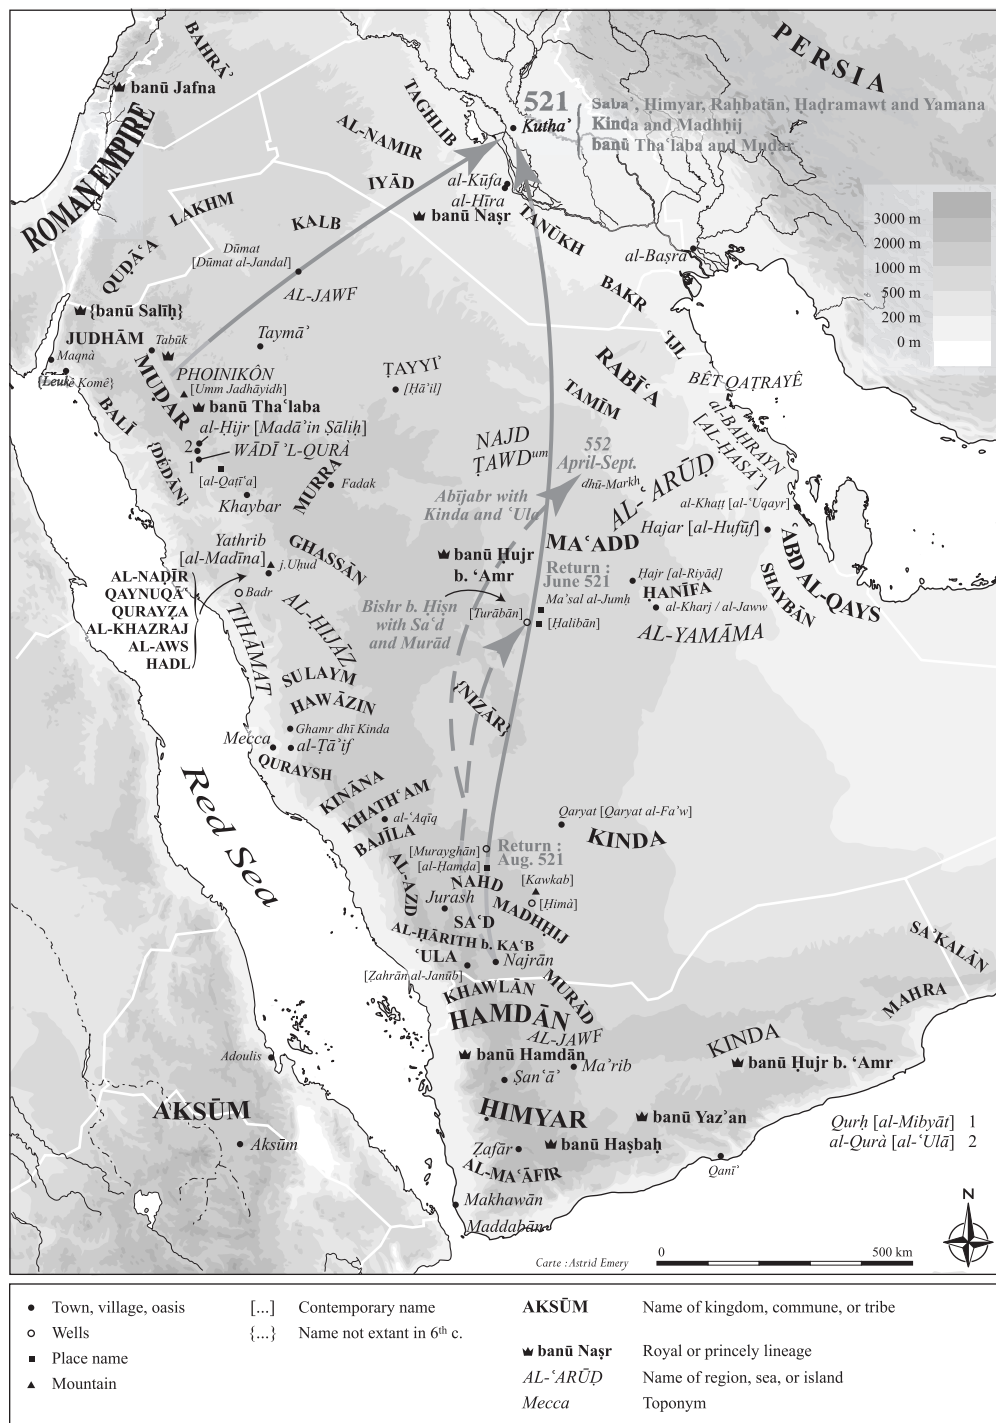 PERSIA
BAHRĀʾ
banū Jafna
521
Sabaʾ, Himyar, Raḥbatān, Ḥaḍramawt and Yamana
Kinda and Madhḥij
banū Thaʿlaba and Muḍar
Kuthaʾ
TAGHLIB
AL-NAMIR
IYĀD
ROMAN EMPIRE
al-Kūfa
al-Ḥīra
banū Naṣr
LAKHM
KALB
TANŪKH
3000 m
2000 m
1000 m
500 m
200 m
0 m
QUḌĀʿA
Dūmat
[Dūmat al-Jandal]
al-Baṣra
AL-JAWF
BAKR
{banū Salīḥ}
JUDHĀM
Tabūk
Taymāʾ
ʿIJL
Maqnà
PHOINIKÔN
[Umm Jadhāyidh]
ṬAYYIʾ
[Ḥāʾil]
RABĪʿA
BÊT QAṬRAYÊ
{Leukè Komê}
MUḌAR
TAMĪM
BALĪ
banū Thaʿlaba
al-BAHRAYN
[AL-ḤASĀʾ]
al-Ḥijr [Madāʾin Ṣāliḥ]
2
WĀDĪ ʾL-QURÀ
1
NAJD
ṬAWDum
552
April-Sept.
{DÉDÀN}
[al-Qaṭīʿa]
MURRA
Fadak
dhū-Markh
AL-ʿARŪḌ
Khaybar
Abījabr with
Kinda and ʿUla
al-Khaṭṭ [al-ʿUqayr]
Hajar [al-Hufūf]
Yathrib
[al-Madīna]
j.Uḥud
GHASSĀN
MAʿADD
banū Ḥujr
b. ʿAmr
ʿABD AL-QAYS
Return :
June 521
Ḥajr [al-Riyāḍ]
ḤANĪFA
al-Kharj / al-Jaww
SHAYBĀN
AL-NAḌĪR
QAYNUQĀʿ
QURAYẒA
AL-KHAZRAJ
AL-AWS
HADL
Badr
Bishr b. Ḥiṣn
with Saʿd
and Murād
Maʾsal al-Jumḥ
[Turābān]
[Ḥalibān]
AL-YAMĀMA
TIHĀMAT
AL-ḤIJĀZ
SULAYM
HAWĀZIN
{NIZĀR}
Ghamr dhī Kinda
Mecca
al-Ṭāʾif
QURAYSH
Red Sea
KINĀNA
KHATHʿAM
al-ʿAqīq
BAJĪLA
Qaryat [Qaryat al-Faʾw]
KINDA
[Murayghān]
[al-Ḥamḍa]
Return :
Aug. 521
AL-AZD
NAHD
[Kawkab]
Jurash
MADHḤIJ
[Ḥimà]
SAʿD
AL-ḤĀRITH b. KAʿB
ʿULA
Najrān
[Ẓahrān al-Janūb]
SAʾKALĀN
MAHRA
KHAWLĀN
MURĀD
HAMDĀN
AL-JAWF
KINDA
Adoulis
banū Hamdān
Maʾrib
banū Ḥujr b. ʿAmr
Ṣanʿāʾ
AKSŪM
ḤIMYAR
banū Yazʾan
Qurḥ [al-Mibyāt] 1
al-Qurà [al-ʿUlā] 2
Aksūm
Ẓafār
banū Haṣbaḥ
AL-MAʿĀFIR
Qanīʾ
Makhawān
Maddabān
N
Carte : Astrid Emery
0 500 km
Town, village, oasis [...] Contemporary name AKSŪM Name of kingdom, commune, or tribe
Wells {...} Name not extant in 6th c.
Place name banū Naṣr Royal or princely lineage
Mountain AL-ʿARŪḌ Name of region, sea, or island
Mecca Toponym